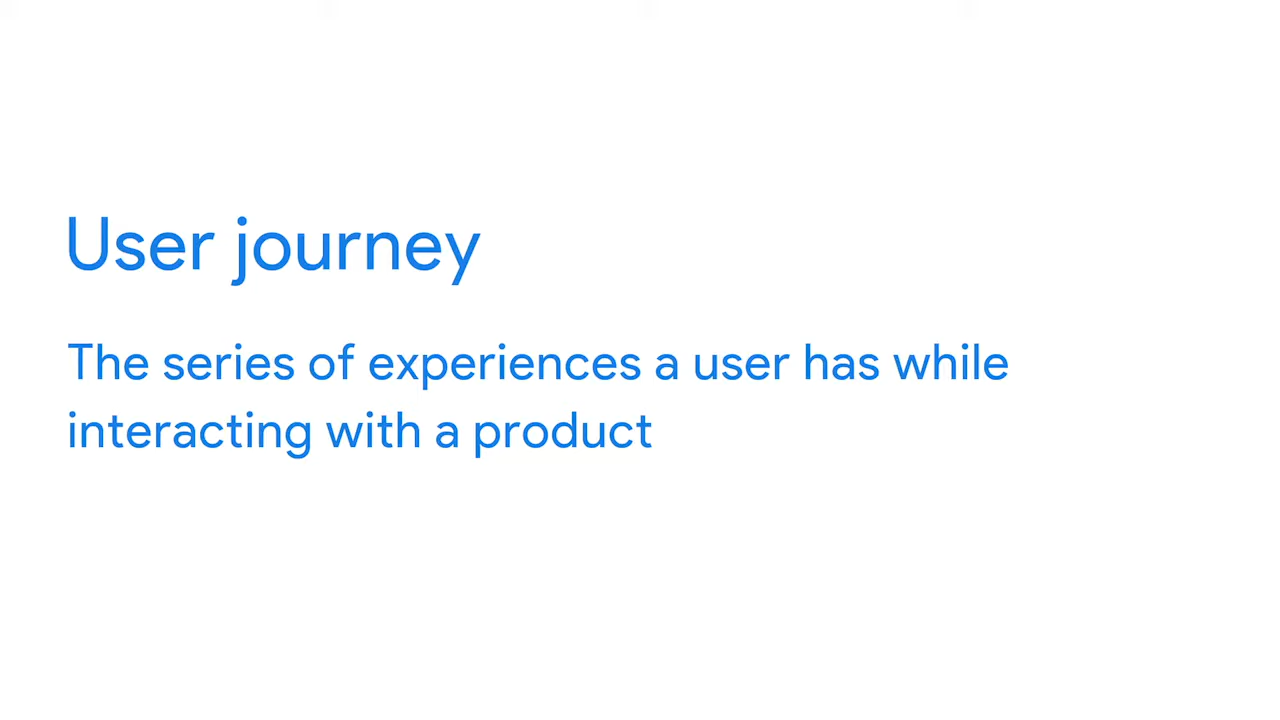 User journey
The series of experiences a user has while
interacting with a product